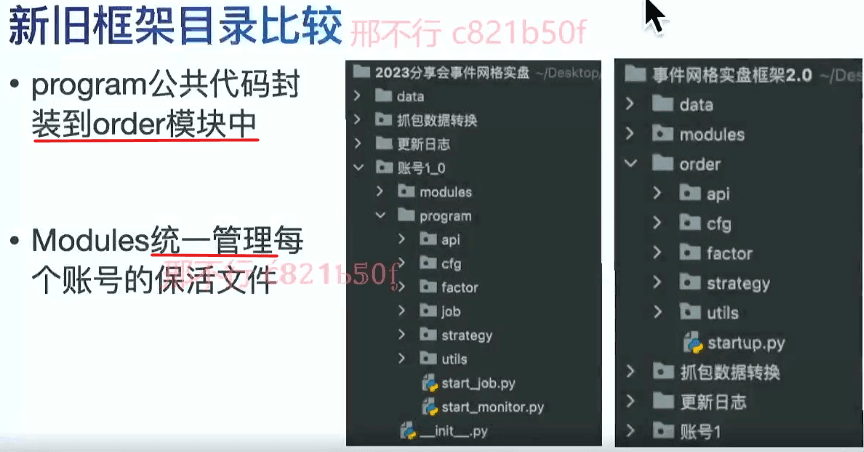 新旧框架目录比较
邢不行 c821b50f
• program公共代码封
装到order模块中
• Modules统一管理每
个账号的保活文件
邢不行 c821b50f
2023分享会事件网格实盘 ~/Desktop/
data
抓包数据转换
更新日志
账号1_0
modules
program
api
cfg
factor
job
strategy
utils
start_job.py
start_monitor.py
__init__.py
事件网格实盘框架2.0 ~/Des
data
modules
order
api
cfg
factor
strategy
utils
startup.py
抓包数据转换
更新日志
账号1